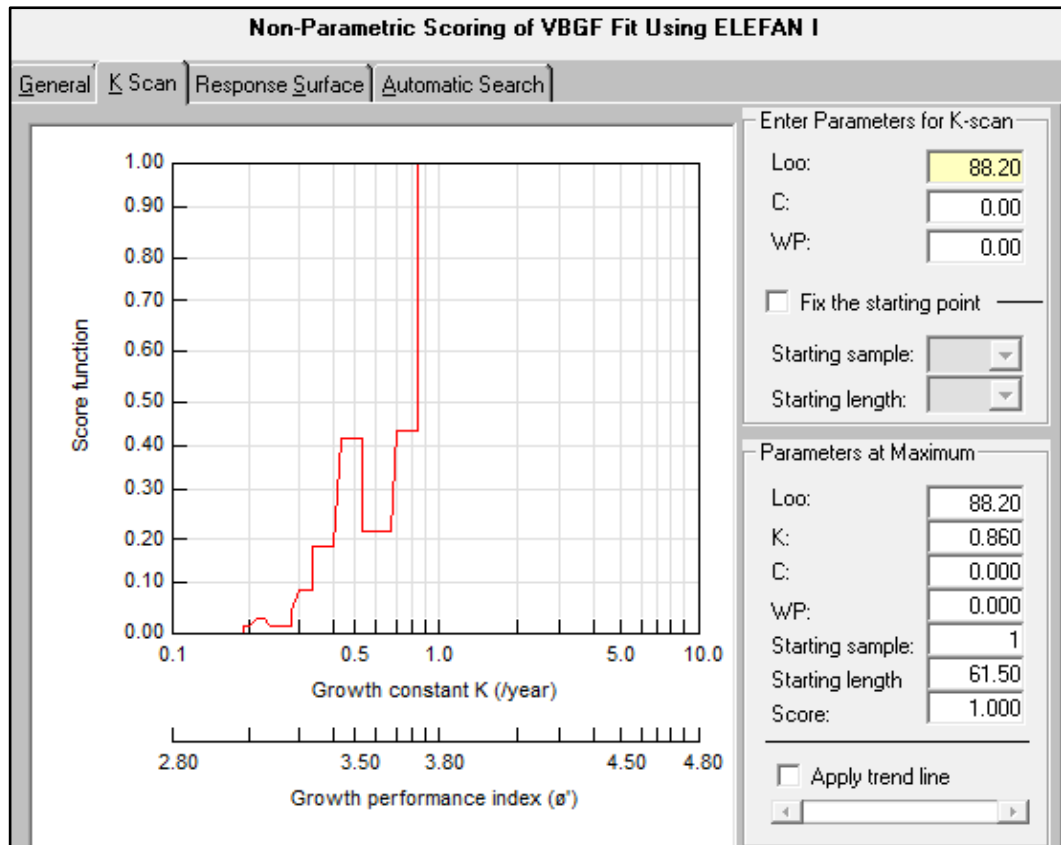 Non-Parametric Scoring of VBGF Fit Using ELEFAN I
General K Scan Response Surface Automatic Search
Score function
1.00
0.90
0.80
0.70
0.60
0.50
0.40
0.30
0.20
0.10
0.00
0.1 0.5 1.0 5.0 10.0
Growth constant K (/year)
2.80 3.50 3.80 4.50 4.80
Growth performance index (ø')
Enter Parameters for K-scan
Loo: 88.20
C: 0.00
WP: 0.00
Fix the starting point
Starting sample:
Starting length:
Parameters at Maximum
Loo: 88.20
K: 0.860
C: 0.000
WP: 0.000
Starting sample: 1
Starting length 61.50
Score: 1.000
Apply trend line